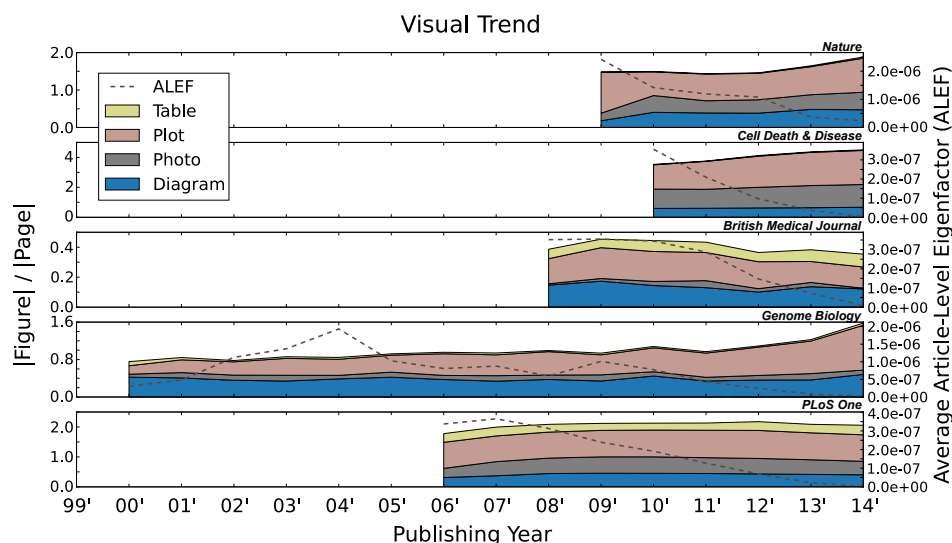 Visual Trend
Nature
2.0
1.0
0.0
2.0e-06
1.0e-06
0.0e+00
ALEF
Table
Plot
Photo
Diagram
Cell Death & Disease
4
2
0
3.0e-07
2.0e-07
1.0e-07
0.0e+00
British Medical Journal
0.4
0.2
0.0
3.0e-07
2.0e-07
1.0e-07
0.0e+00
Genome Biology
1.6
0.8
0.0
2.0e-06
1.5e-06
1.0e-06
5.0e-07
0.0e+00
PLoS One
2.0
1.0
0.0
4.0e-07
3.0e-07
2.0e-07
1.0e-07
0.0e+00
|Figure| / |Page|
Average Article-Level Eigenfactor (ALEF)
99' 00' 01' 02' 03' 04' 05' 06' 07' 08' 09' 10' 11' 12' 13' 14'
Publishing Year